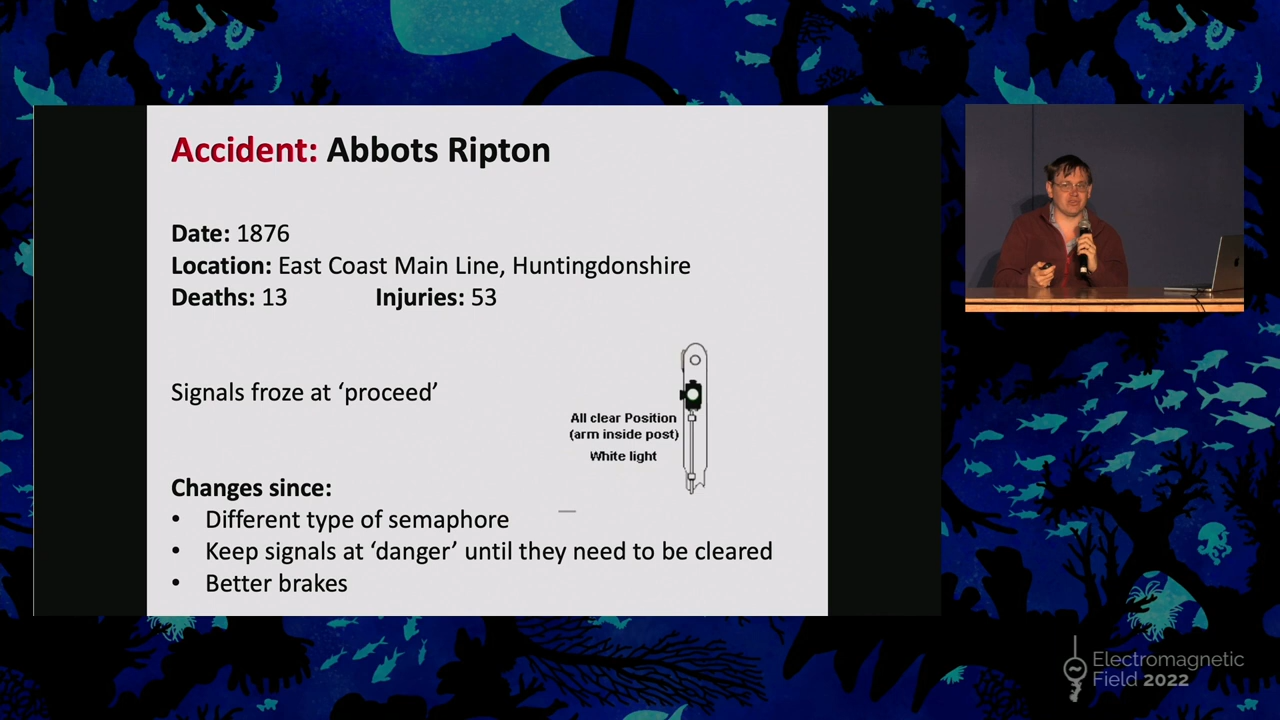 Accident: Abbots Ripton
Date: 1876
Location: East Coast Main Line, Huntingdonshire
Deaths: 13 Injuries: 53
Signals froze at ‘proceed’
All clear Position
(arm inside post)
White light
Changes since:
• Different type of semaphore
• Keep signals at ‘danger’ until they need to be cleared
• Better brakes
Electromagnetic
Field 2022